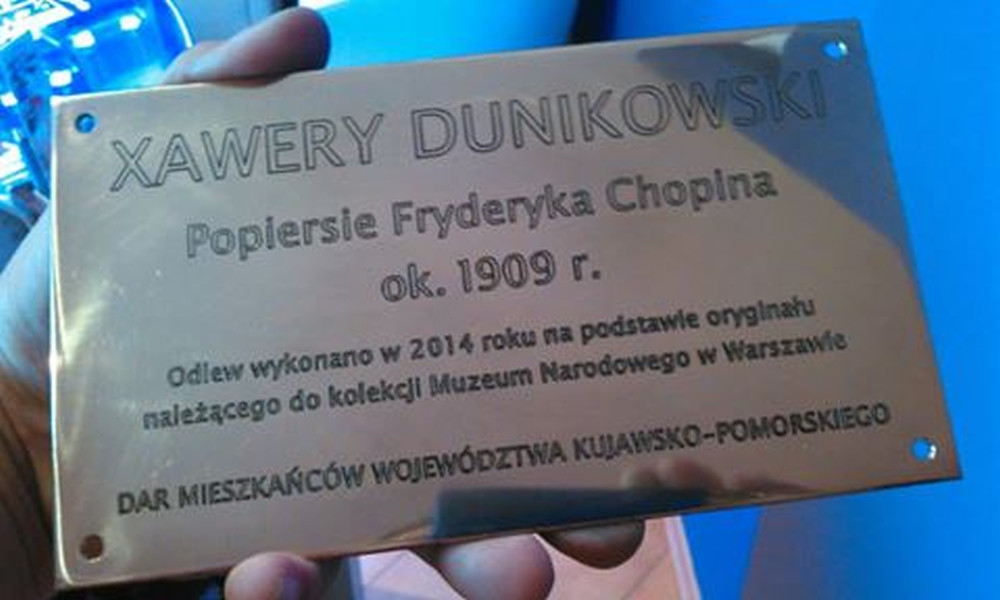 XAWERY DUNIKOWSKI
Popiersie Fryderyka Chopina
ok. 1909 r.
Odlew wykonano w 2014 roku na podstawie oryginału
należącego do kolekcji Muzeum Narodowego w Warszawie
DAR MIESZKAŃCÓW WOJEWÓDZTWA KUJAWSKO-POMORSKIEGO